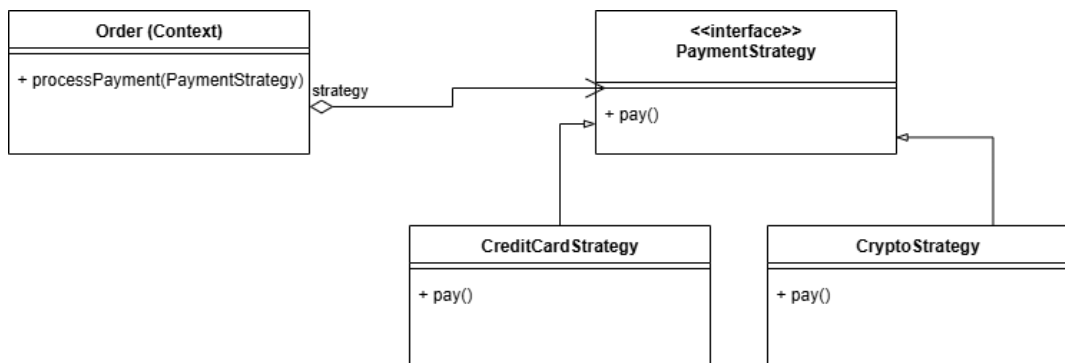 Order (Context)
+ processPayment(PaymentStrategy)
strategy
<<interface>>
PaymentStrategy
+ pay()
CreditCardStrategy
+ pay()
CryptoStrategy
+ pay()